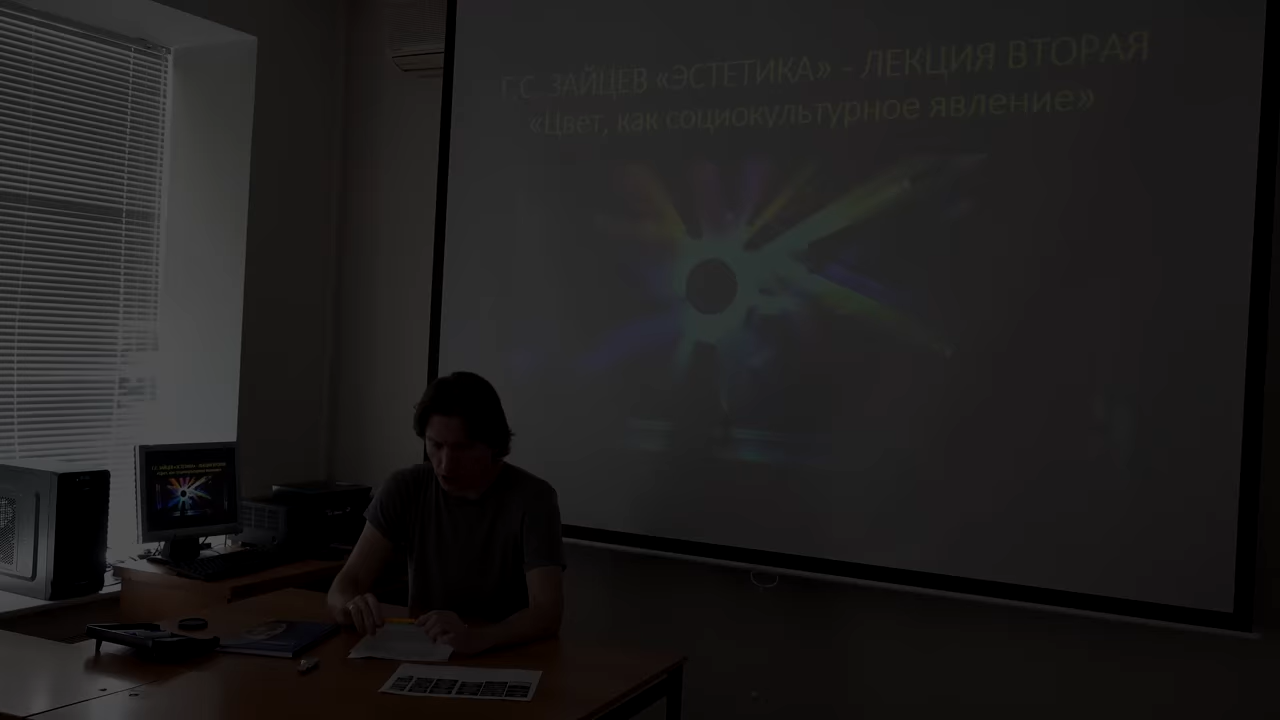 Г.С. ЗАЙЦЕВ «ЭСТЕТИКА» - ЛЕКЦИЯ ВТОРАЯ
«Цвет, как социокультурное явление»